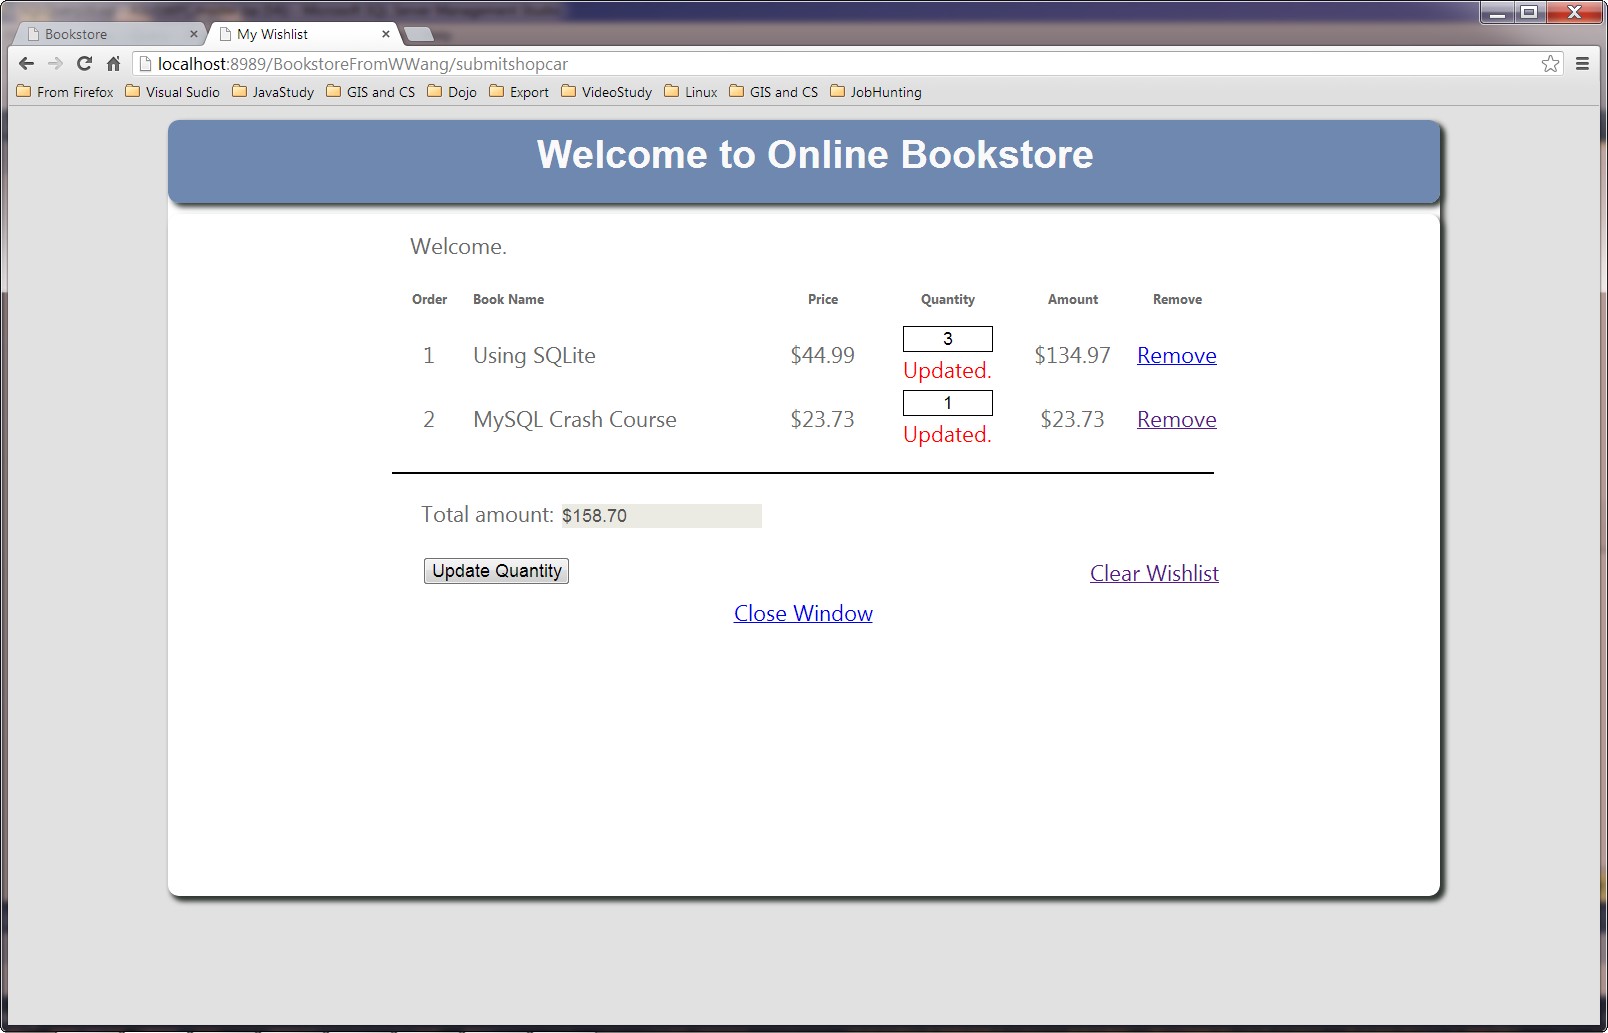 Bookstore My Wishlist
localhost:8989/BookstoreFromWWang/submitshopcar
From Firefox Visual Sudio JavaStudy GIS and CS Dojo Export VideoStudy Linux GIS and CS JobHunting
Welcome to Online Bookstore
Welcome.
Order Book Name Price Quantity Amount Remove
1 Using SQLite $44.99 3 $134.97 Remove
Updated.
2 MySQL Crash Course $23.73 1 $23.73 Remove
Updated.
Total amount: $158.70
Update Quantity Clear Wishlist
Close Window